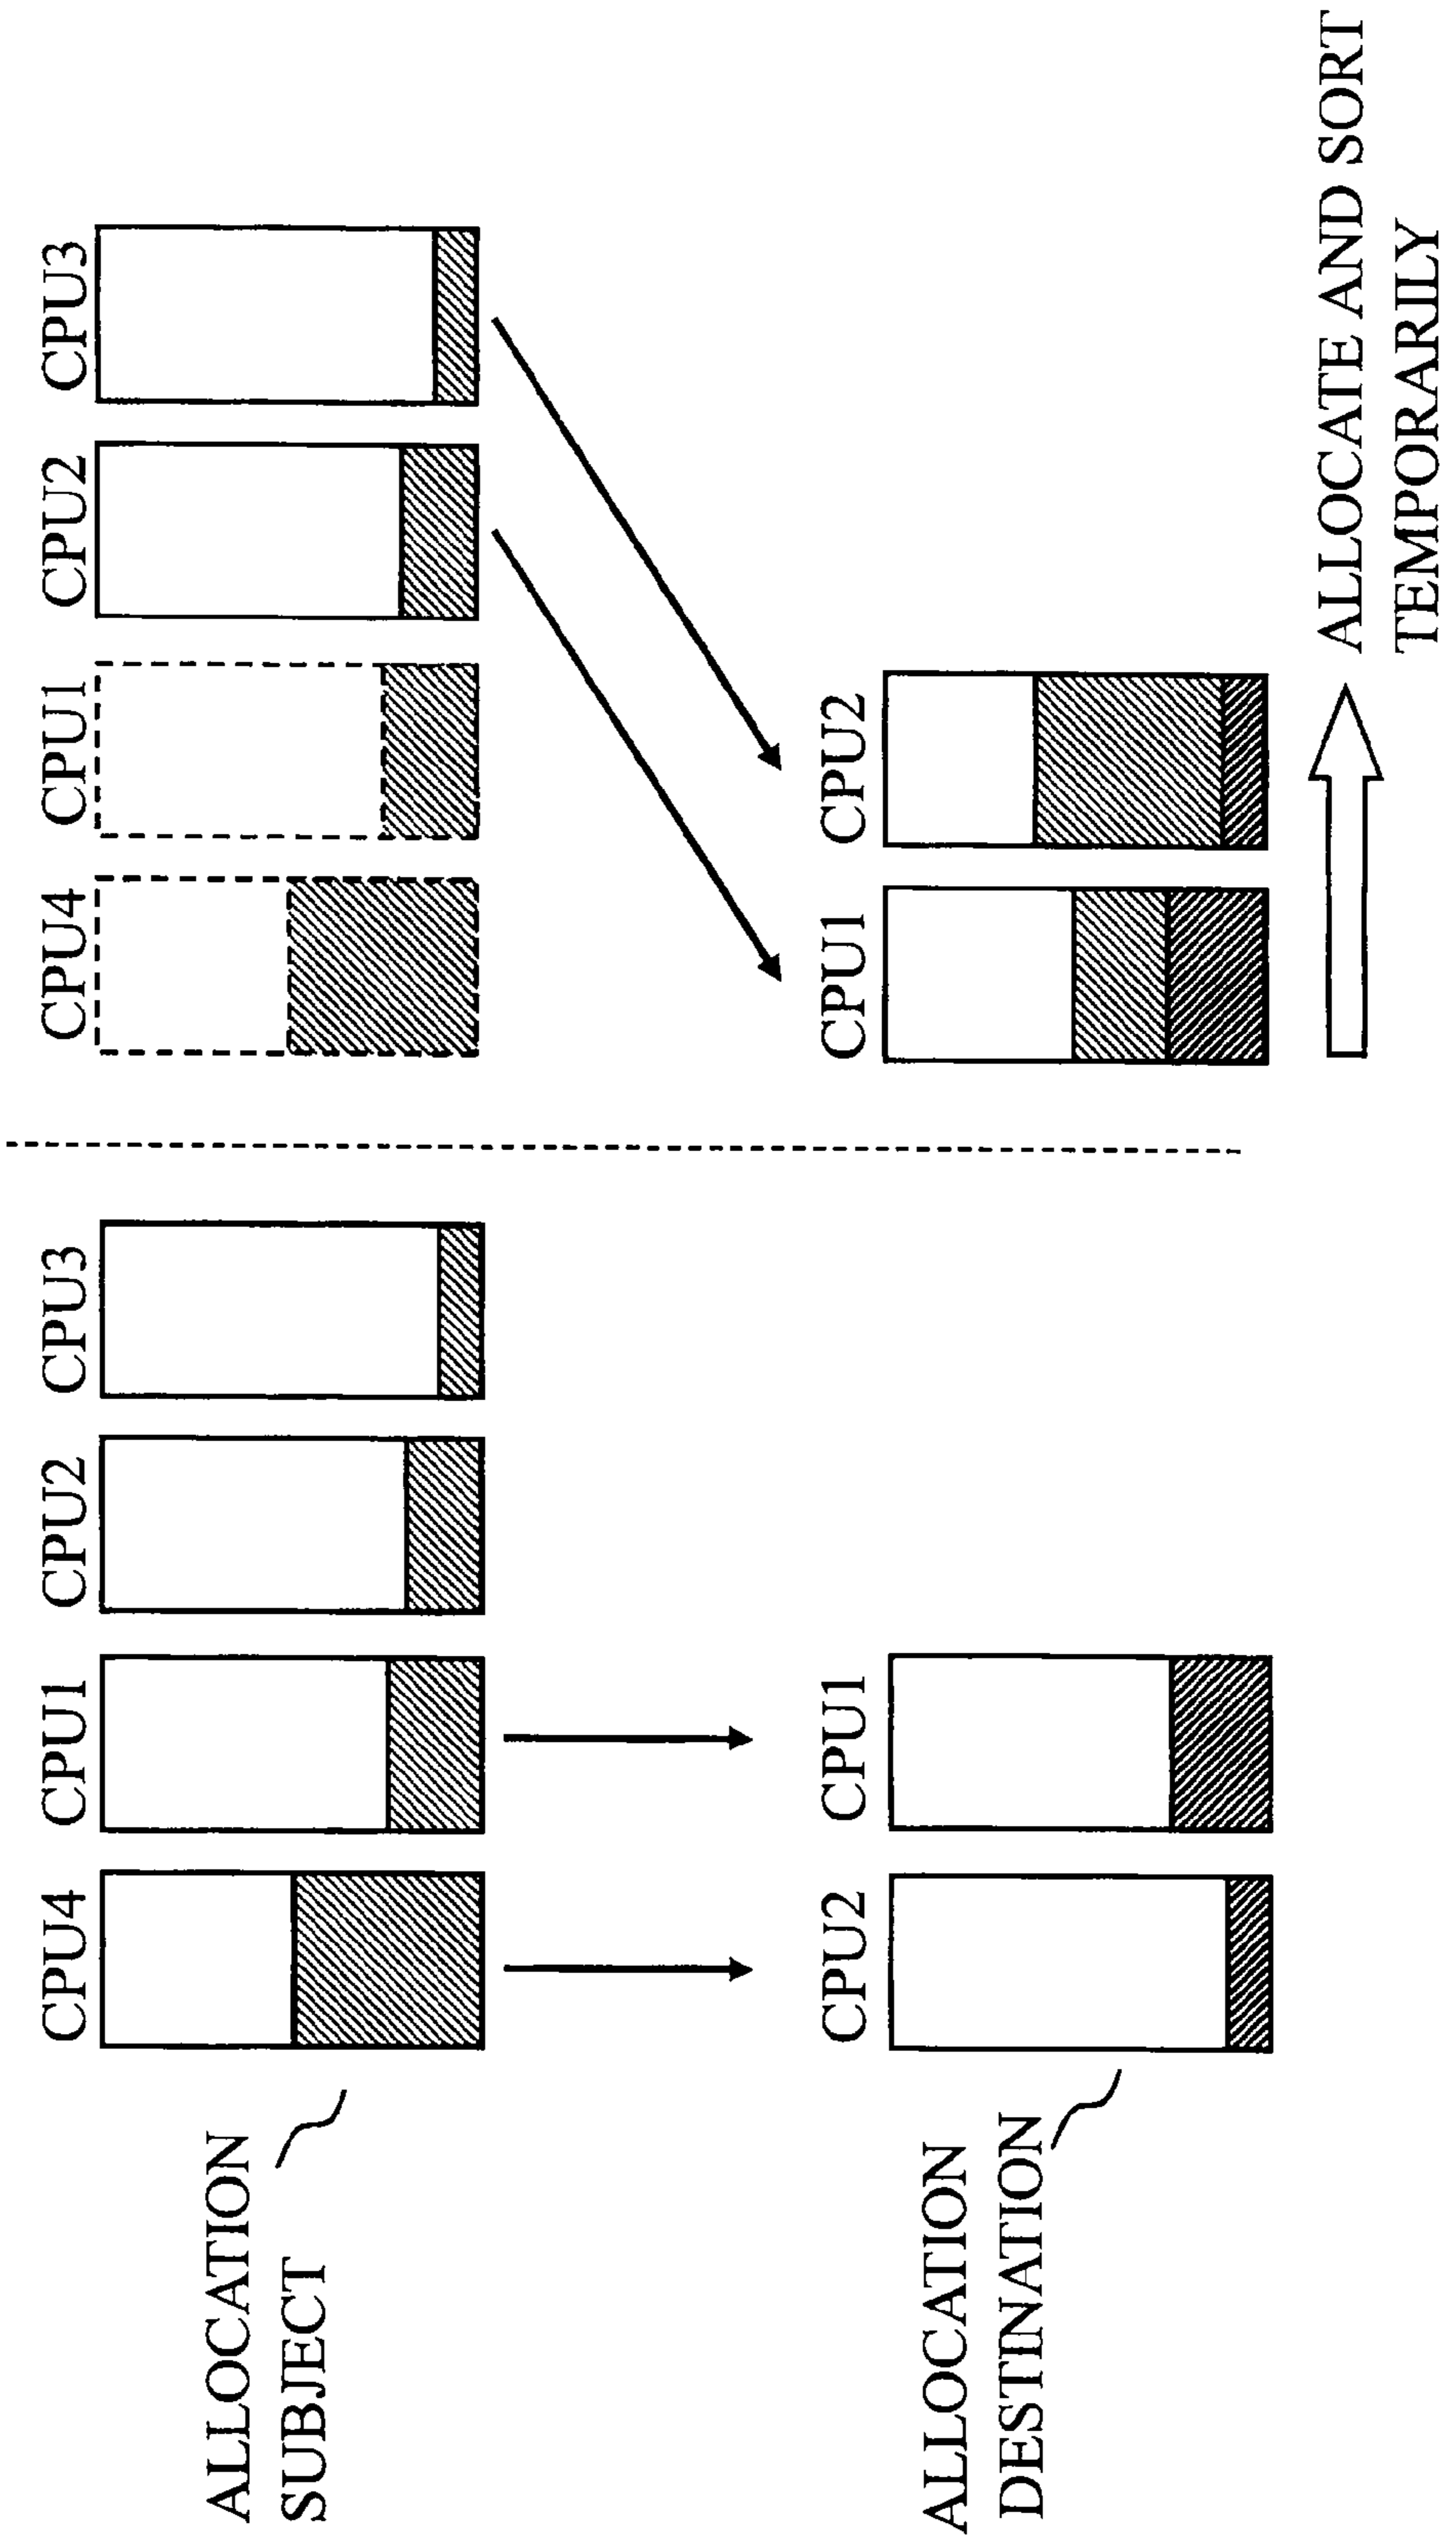 CPU4 CPU1 CPU2 CPU3 CPU4 CPU1 CPU2 CPU3
ALLOCATION
SUBJECT
CPU2 CPU1 CPU1 CPU2
ALLOCATION
DESTINATION
ALLOCATE AND SORT
TEMPORARILY